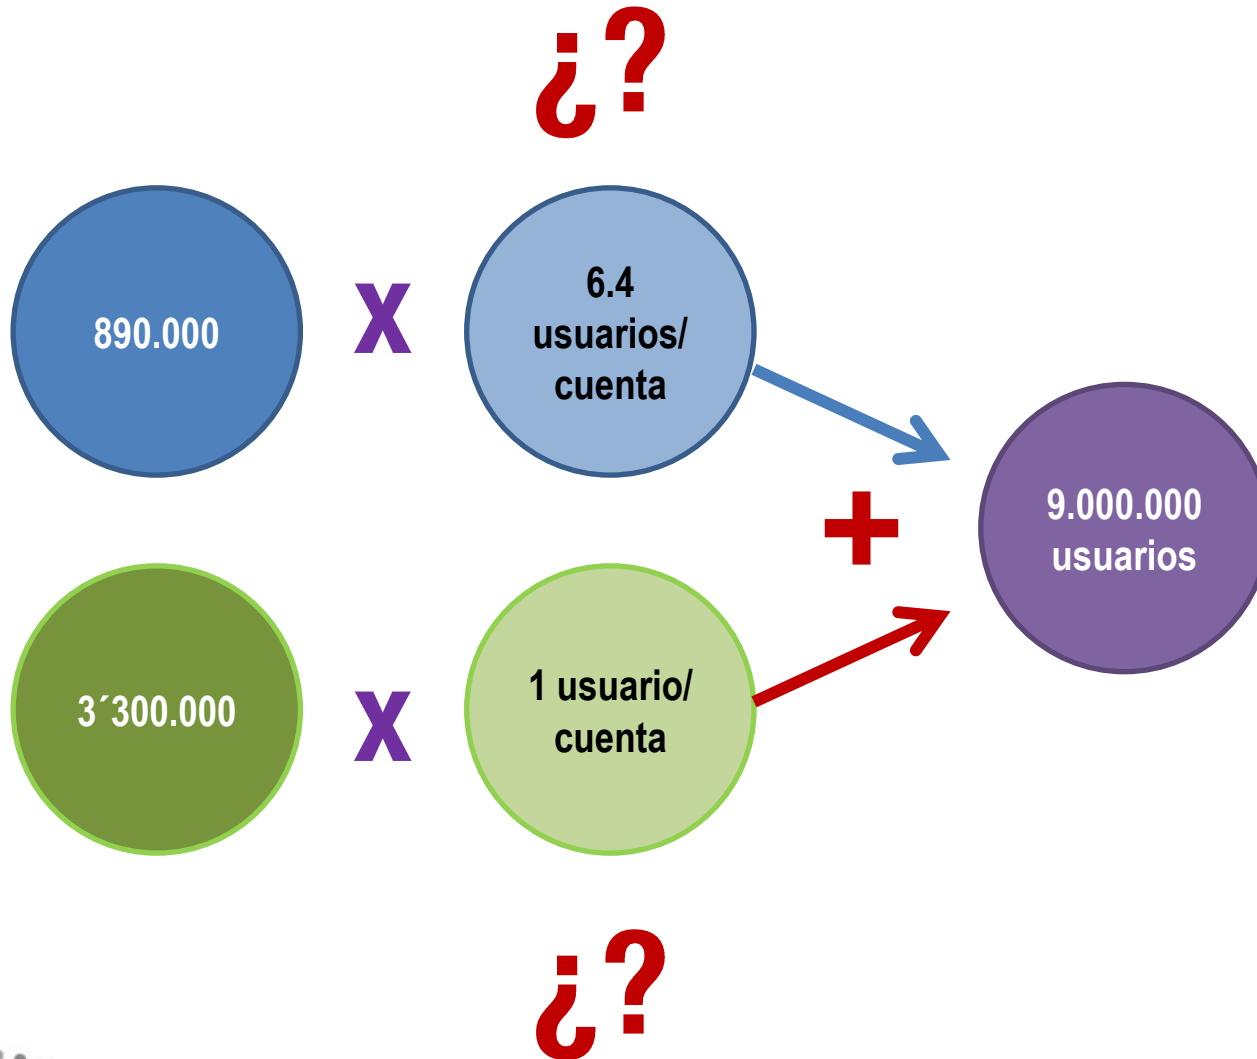 ¿?
890.000
X
6.4
usuarios/
cuenta
+
9.000.000
usuarios
3´300.000
X
1 usuario/
cuenta
¿?